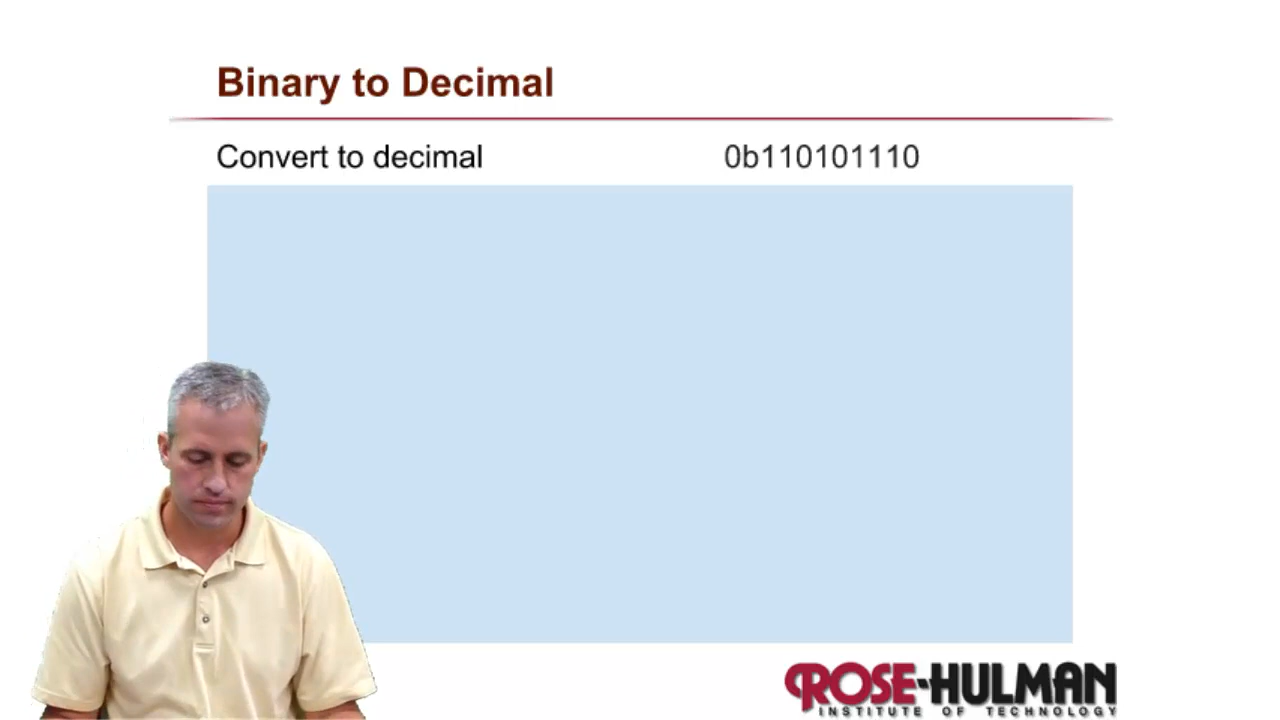 Binary to Decimal
Convert to decimal 0b110101110
ROSE-HULMAN
INSTITUTE OF TECHNOLOGY